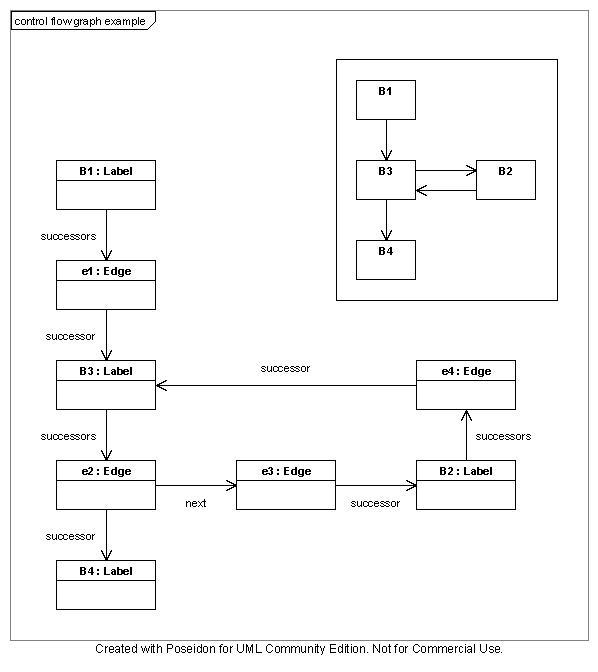 control flowgraph example
B1
B3
B2
B4
B1 : Label
successors
e1 : Edge
successor
B3 : Label
successor
e4 : Edge
successors
successors
e2 : Edge
e3 : Edge
B2 : Label
next
successor
successor
B4 : Label
Created with Poseidon for UML Community Edition. Not for Commercial Use.